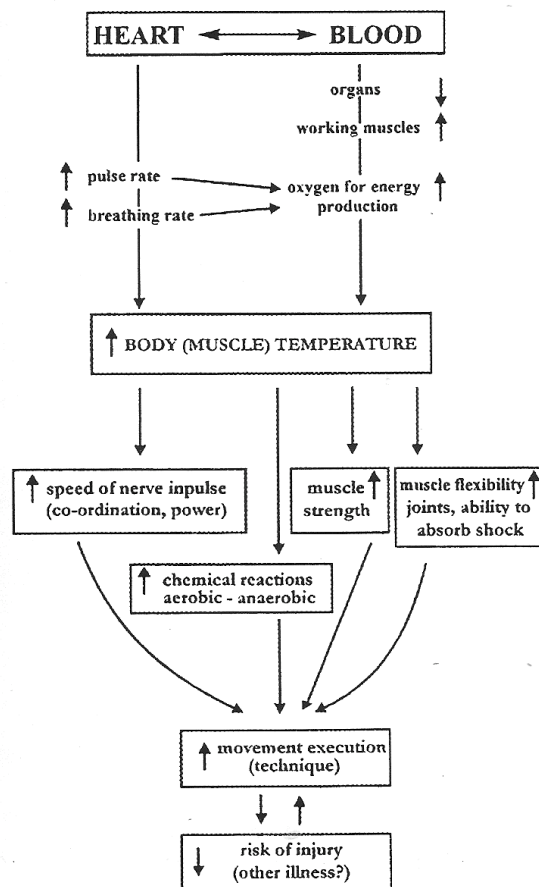 HEART BLOOD
organs
working muscles
pulse rate
oxygen for energy
production
breathing rate
BODY (MUSCLE) TEMPERATURE
speed of nerve inpulse
(co-ordination, power)
muscle
strength
muscle flexibility
joints, ability to
absorb shock
chemical reactions
aerobic - anaerobic
movement execution
(technique)
risk of injury
(other illness?)